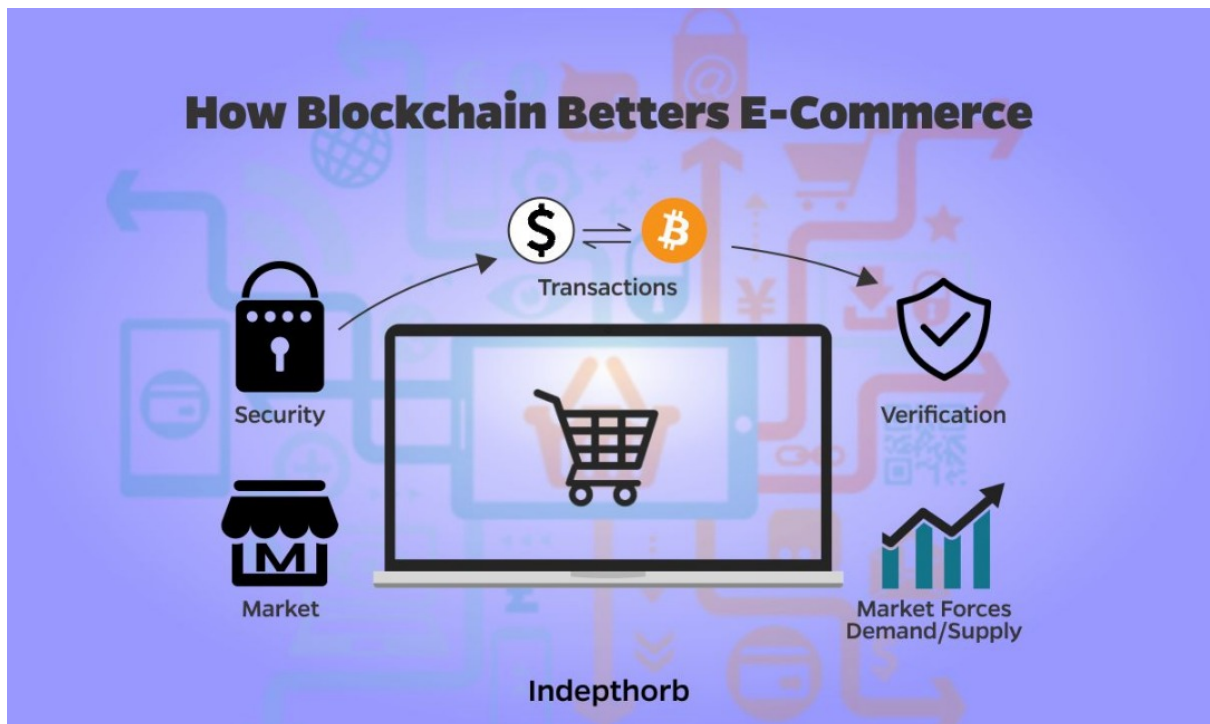 How Blockchain Betters E-Commerce
$
₿
Transactions
Security
Verification
M
Market
Market Forces
Demand/Supply
Indepthorb